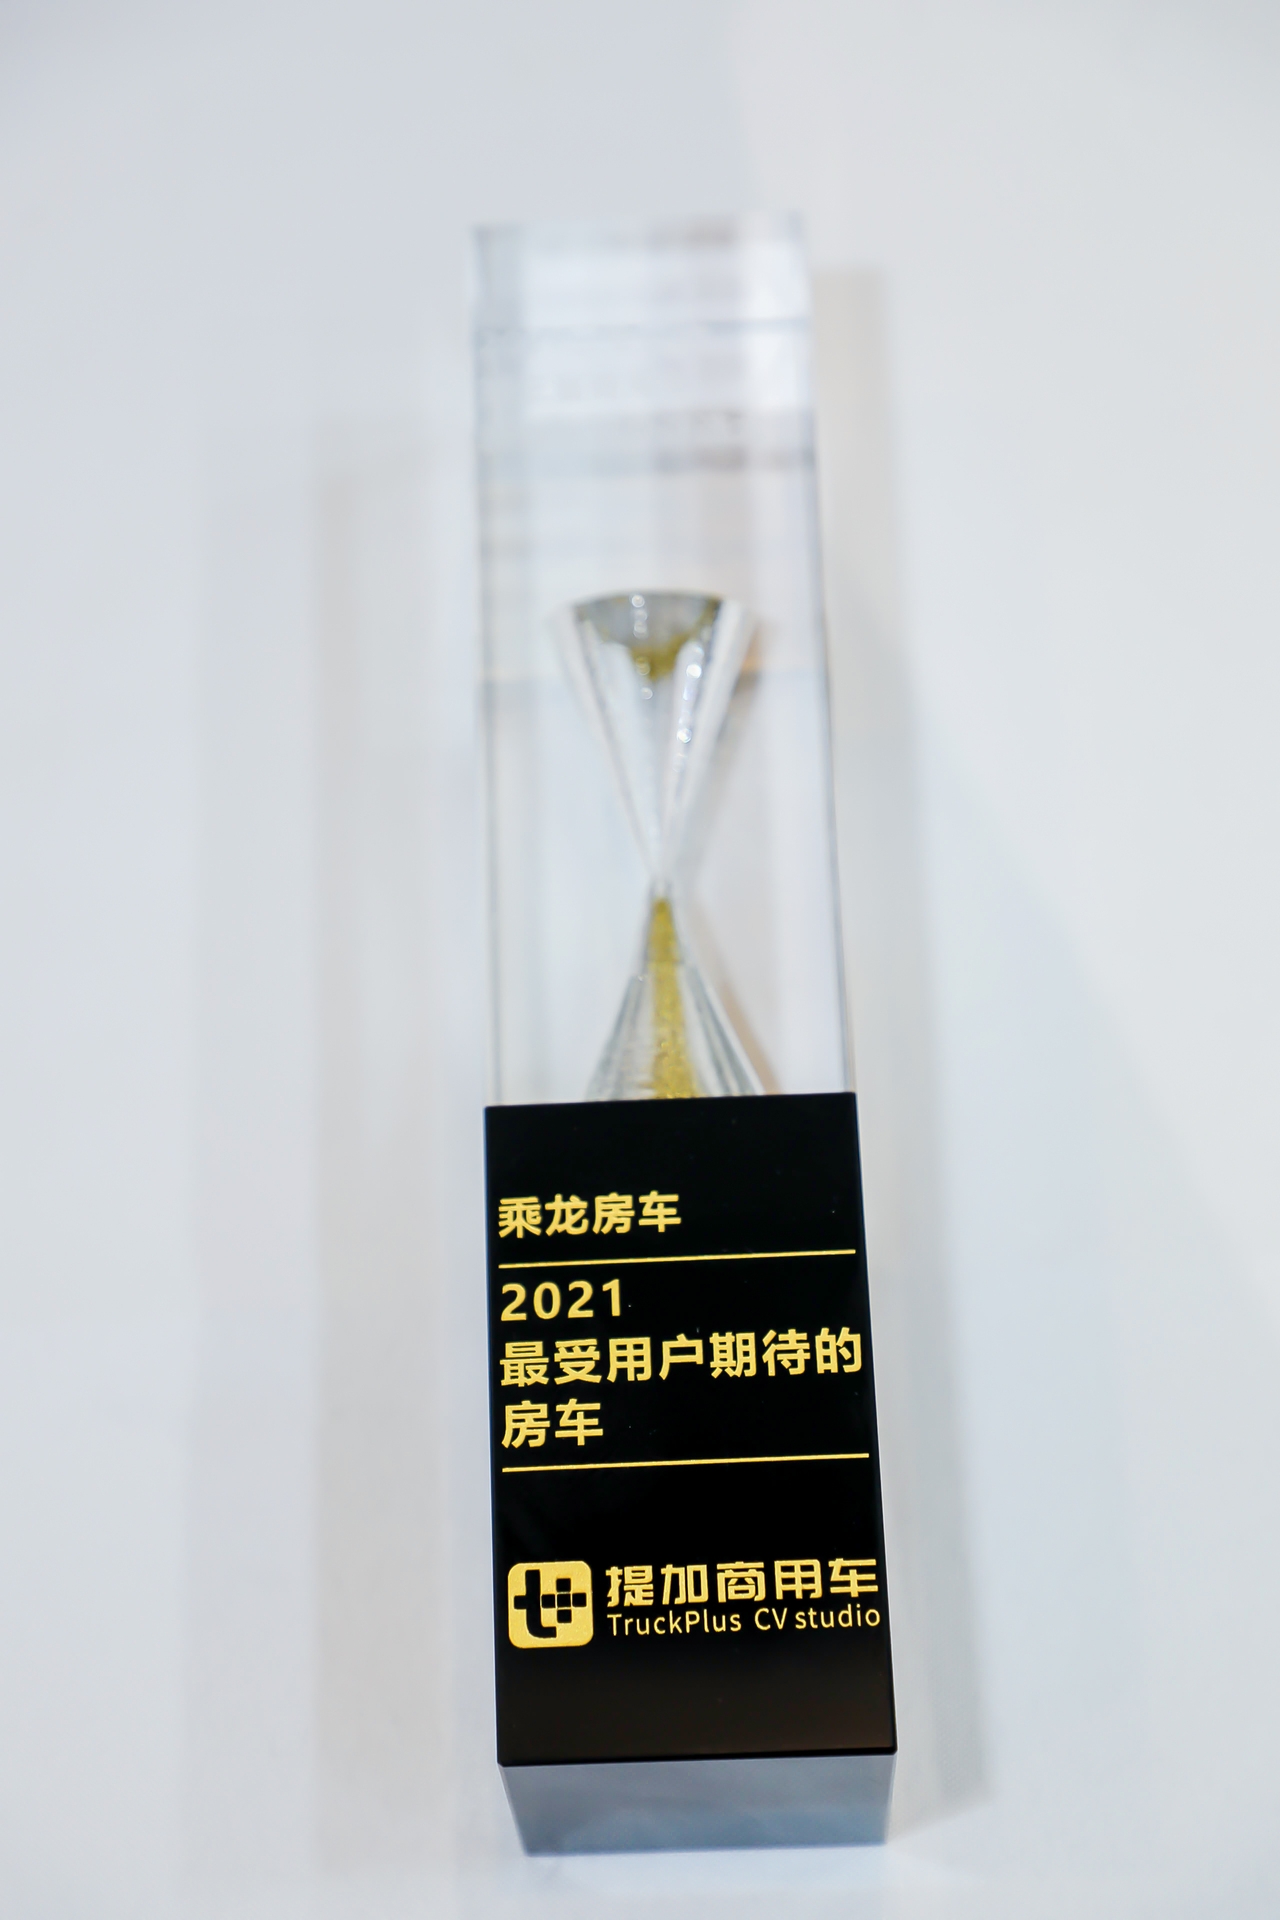 乘龙房车
2021
最受用户期待的
房车
提加商用车
TruckPlus CV studio